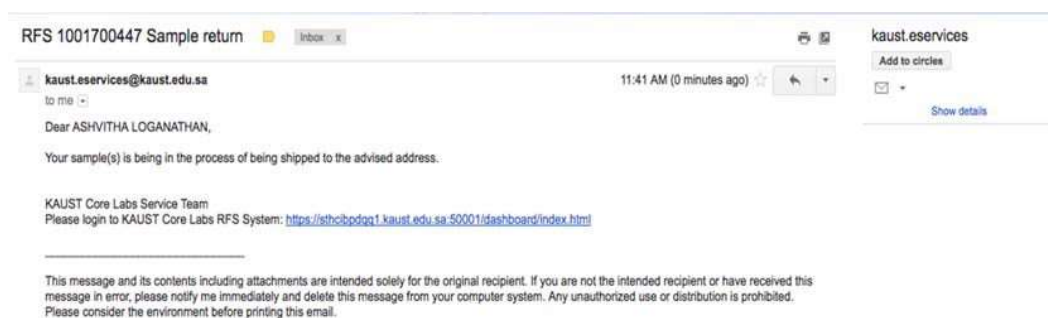 RFS 1001700447 Sample return
Inbox x
kaust.eservices@kaust.edu.sa
11:41 AM (0 minutes ago)
to me
Dear ASHVITHA LOGANATHAN,
Your sample(s) is being in the process of being shipped to the advised address.
KAUST Core Labs Service Team
Please login to KAUST Core Labs RFS System: https://sthcibpdqq1.kaust.edu.sa:50001/dashboard/index.html
This message and its contents including attachments are intended solely for the original recipient. If you are not the intended recipient or have received this
message in error, please notify me immediately and delete this message from your computer system. Any unauthorized use or distribution is prohibited.
Please consider the environment before printing this email.
kaust.eservices
Add to circles
Show details